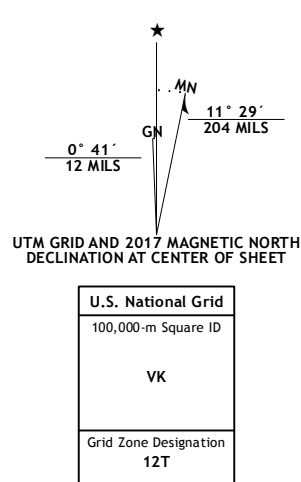 ★
MN
11° 29´
204 MILS
GN
0° 41´
12 MILS
UTM GRID AND 2017 MAGNETIC NORTH
DECLINATION AT CENTER OF SHEET
U.S. National Grid
100,000-m Square ID
VK
Grid Zone Designation
12T